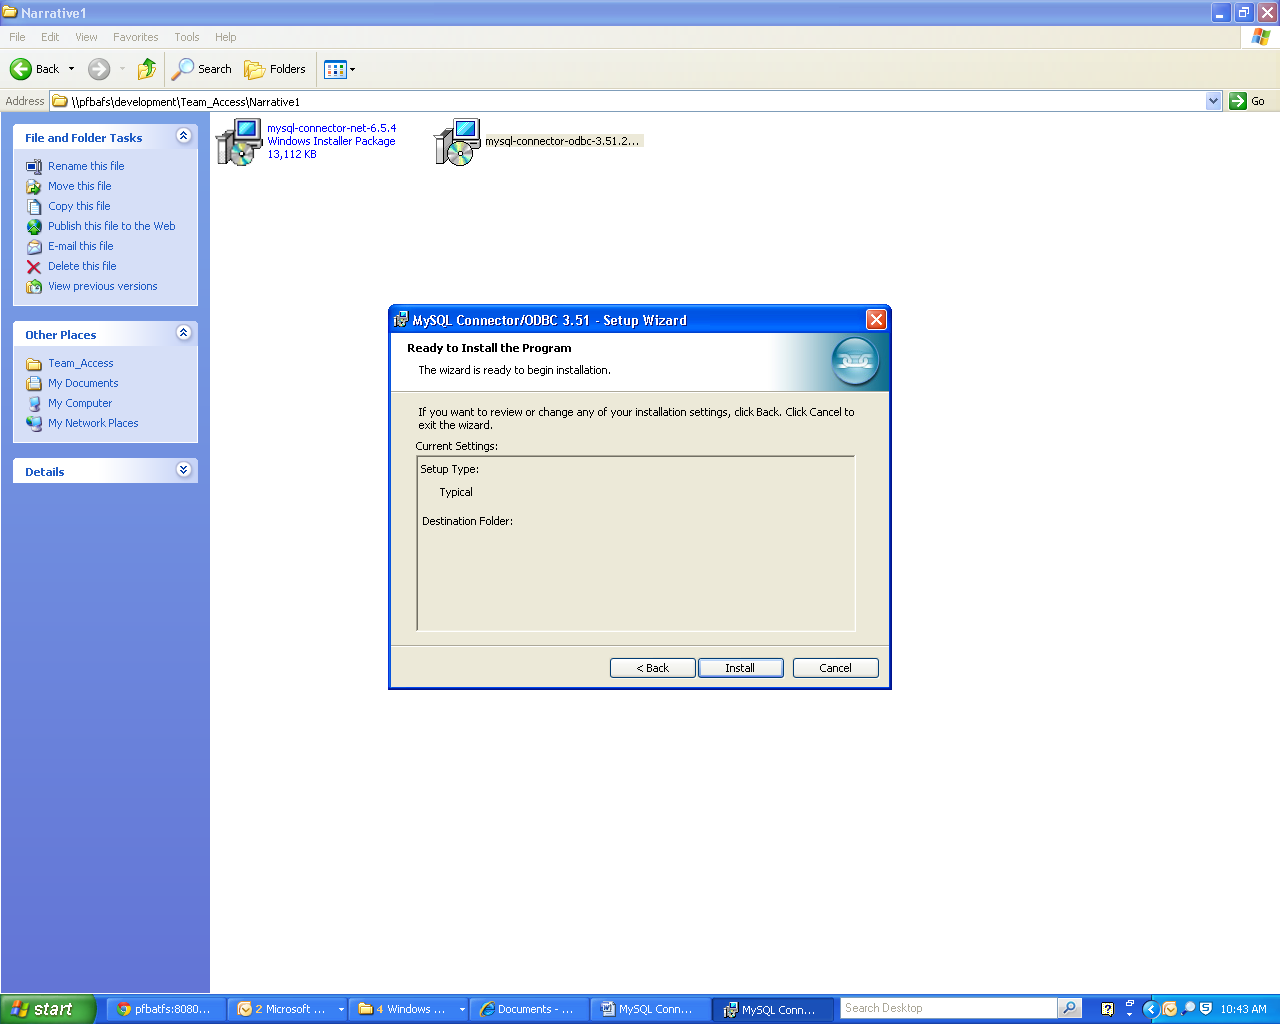 Narrative1
File Edit View Favorites Tools Help
Back Search Folders
Address \\pfbafs\development\Team_Access\Narrative1 Go
File and Folder Tasks
Rename this file
Move this file
Copy this file
Publish this file to the Web
E-mail this file
Delete this file
View previous versions
Other Places
Team_Access
My Documents
My Computer
My Network Places
Details
mysql-connector-net-6.5.4
Windows Installer Package
13,112 KB
mysql-connector-odbc-3.51.2...
MySQL Connector/ODBC 3.51 - Setup Wizard
Ready to Install the Program
The wizard is ready to begin installation.
If you want to review or change any of your installation settings, click Back. Click Cancel to
exit the wizard.
Current Settings:
Setup Type:
Typical
Destination Folder:
< Back Install Cancel
start pfbatfs:8080... 2 Microsoft ... 4 Windows ... Documents - ... MySQL Conn... MySQL Conn... Search Desktop 10:43 AM